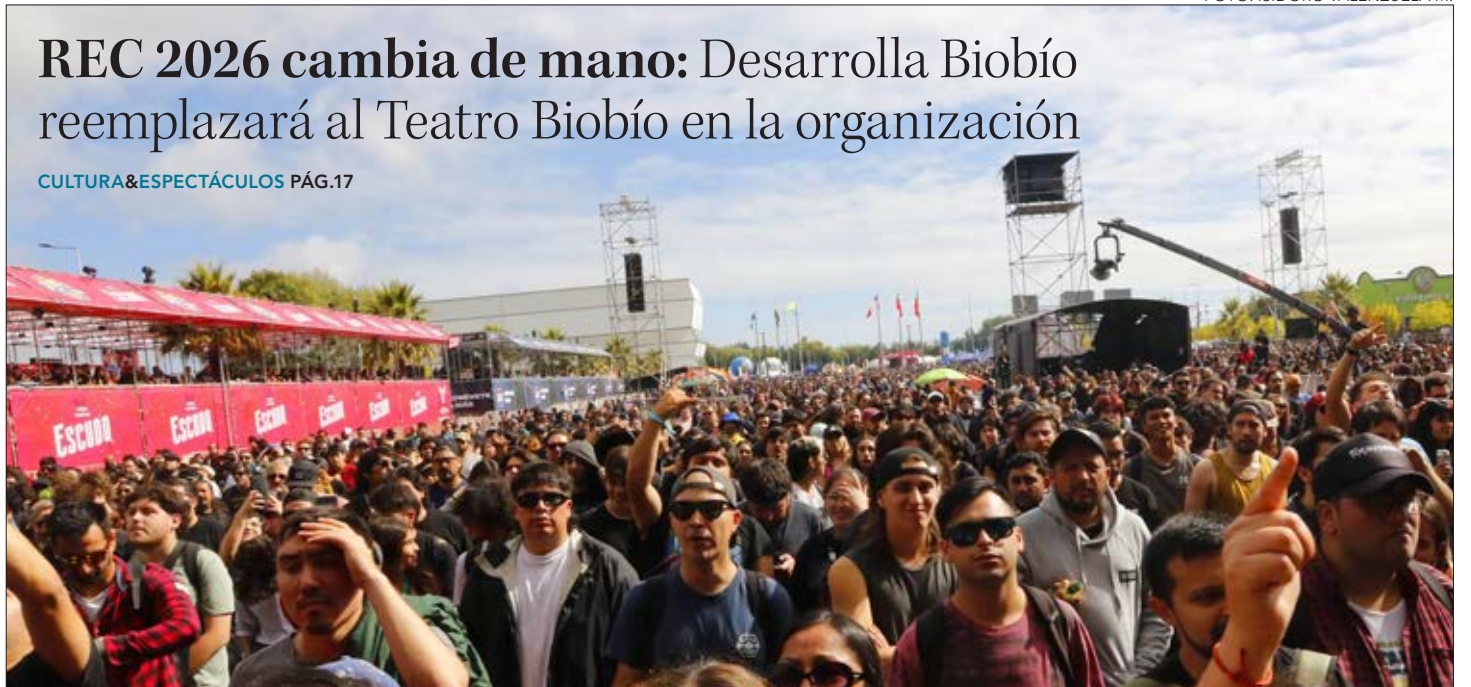 REC 2026 cambia de mano: Desarrolla Biobío
reemplazará al Teatro Biobío en la organización
CULTURA&ESPECTÁCULOS PÁG.17
ESCUDO
ESCUDO
ESCUDO
ESCUDO
ESCUDO
ESCUDO